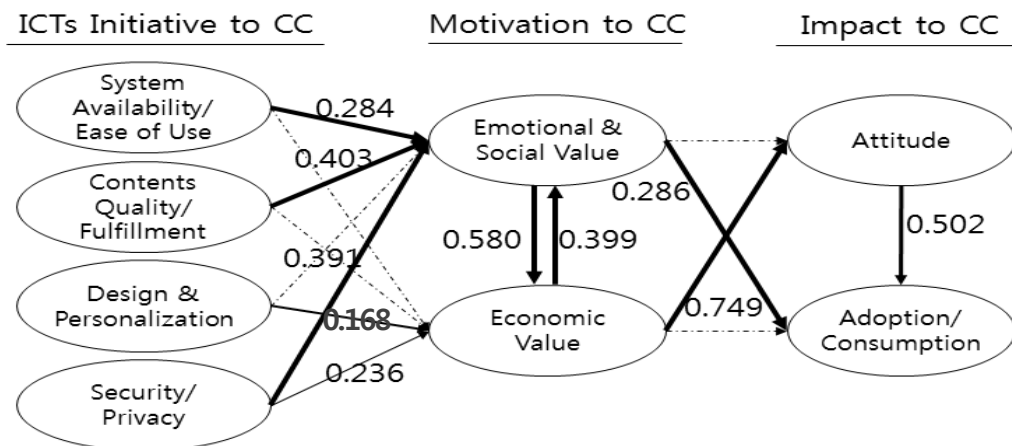 ICTs Initiative to CC
Motivation to CC
Impact to CC
System
Availability/
Ease of Use
Contents
Quality/
Fulfillment
Design &
Personalization
Security/
Privacy
0.284
0.403
0.391
0.168
0.236
Emotional &
Social Value
0.580
0.399
Economic
Value
0.286
0.749
Attitude
0.502
Adoption/
Consumption